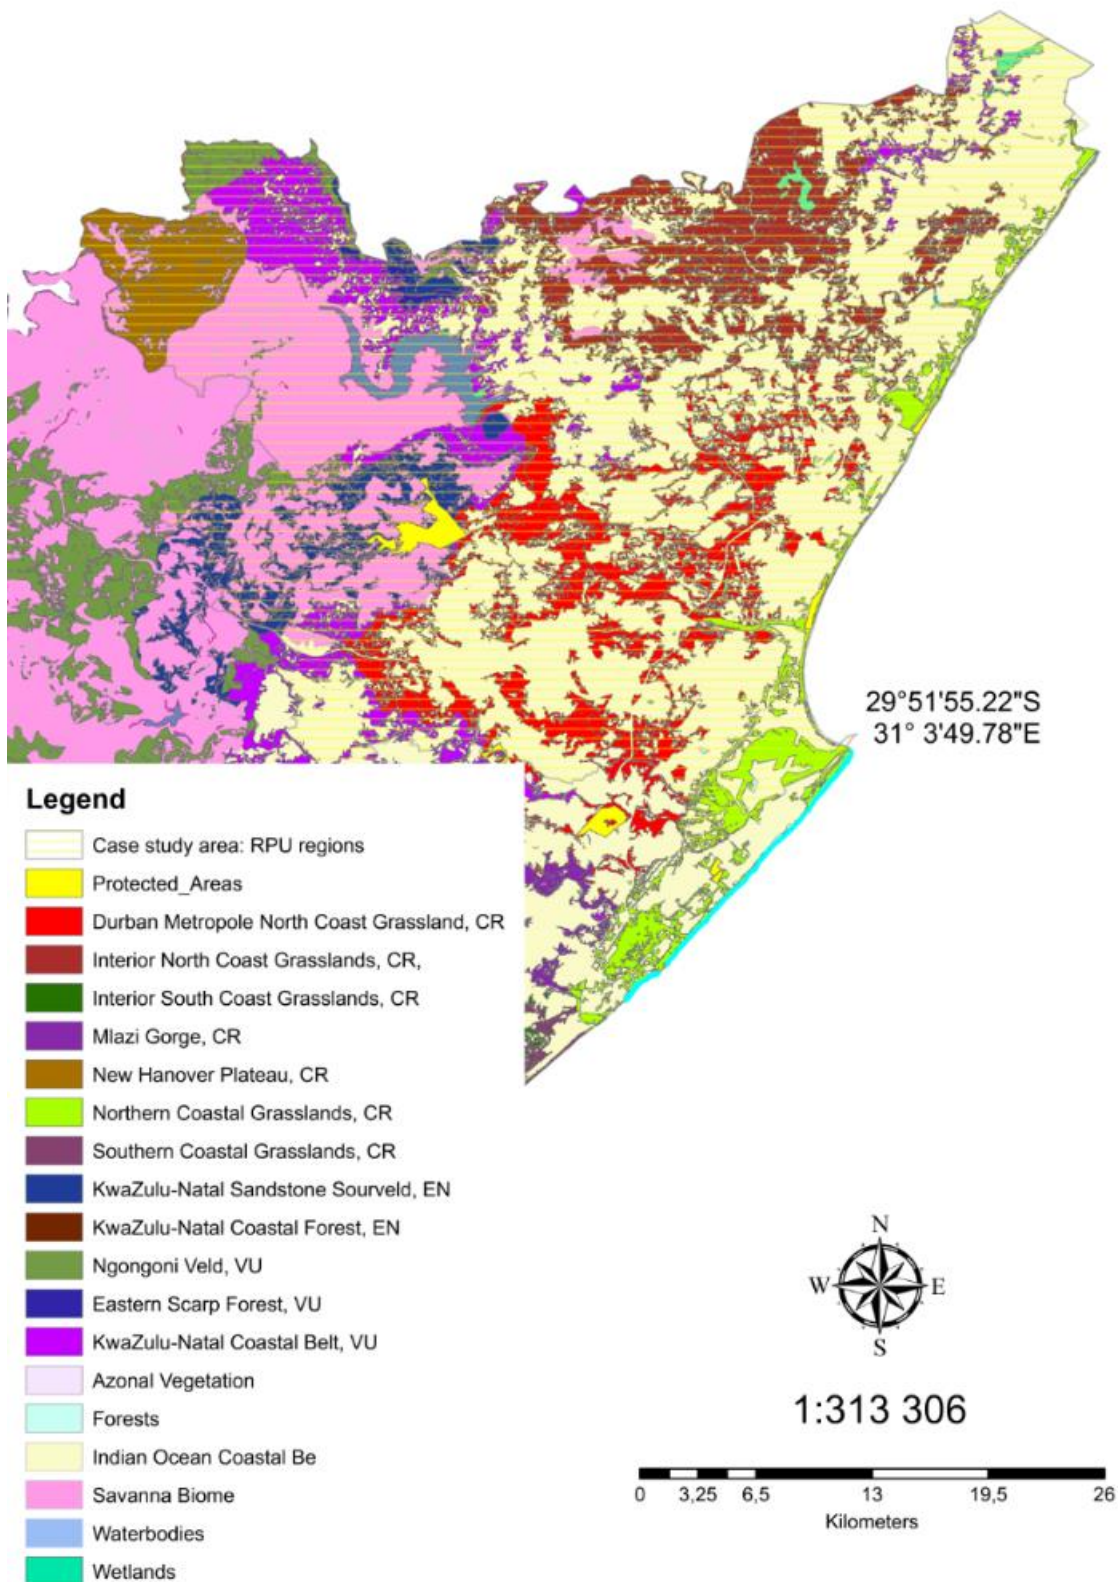 29°51'55.22"S
31° 3'49.78"E
Legend
Case study area: RPU regions
Protected_Areas
Durban Metropole North Coast Grassland, CR
Interior North Coast Grasslands, CR,
Interior South Coast Grasslands, CR
Mlazi Gorge, CR
New Hanover Plateau, CR
Northern Coastal Grasslands, CR
Southern Coastal Grasslands, CR
KwaZulu-Natal Sandstone Sourveld, EN
KwaZulu-Natal Coastal Forest, EN
Ngongoni Veld, VU
Eastern Scarp Forest, VU
KwaZulu-Natal Coastal Belt, VU
Azonal Vegetation
Forests
Indian Ocean Coastal Be
Savanna Biome
Waterbodies
Wetlands
N
W E
S
1:313 306
0 3,25 6,5 13 19,5 26
Kilometers